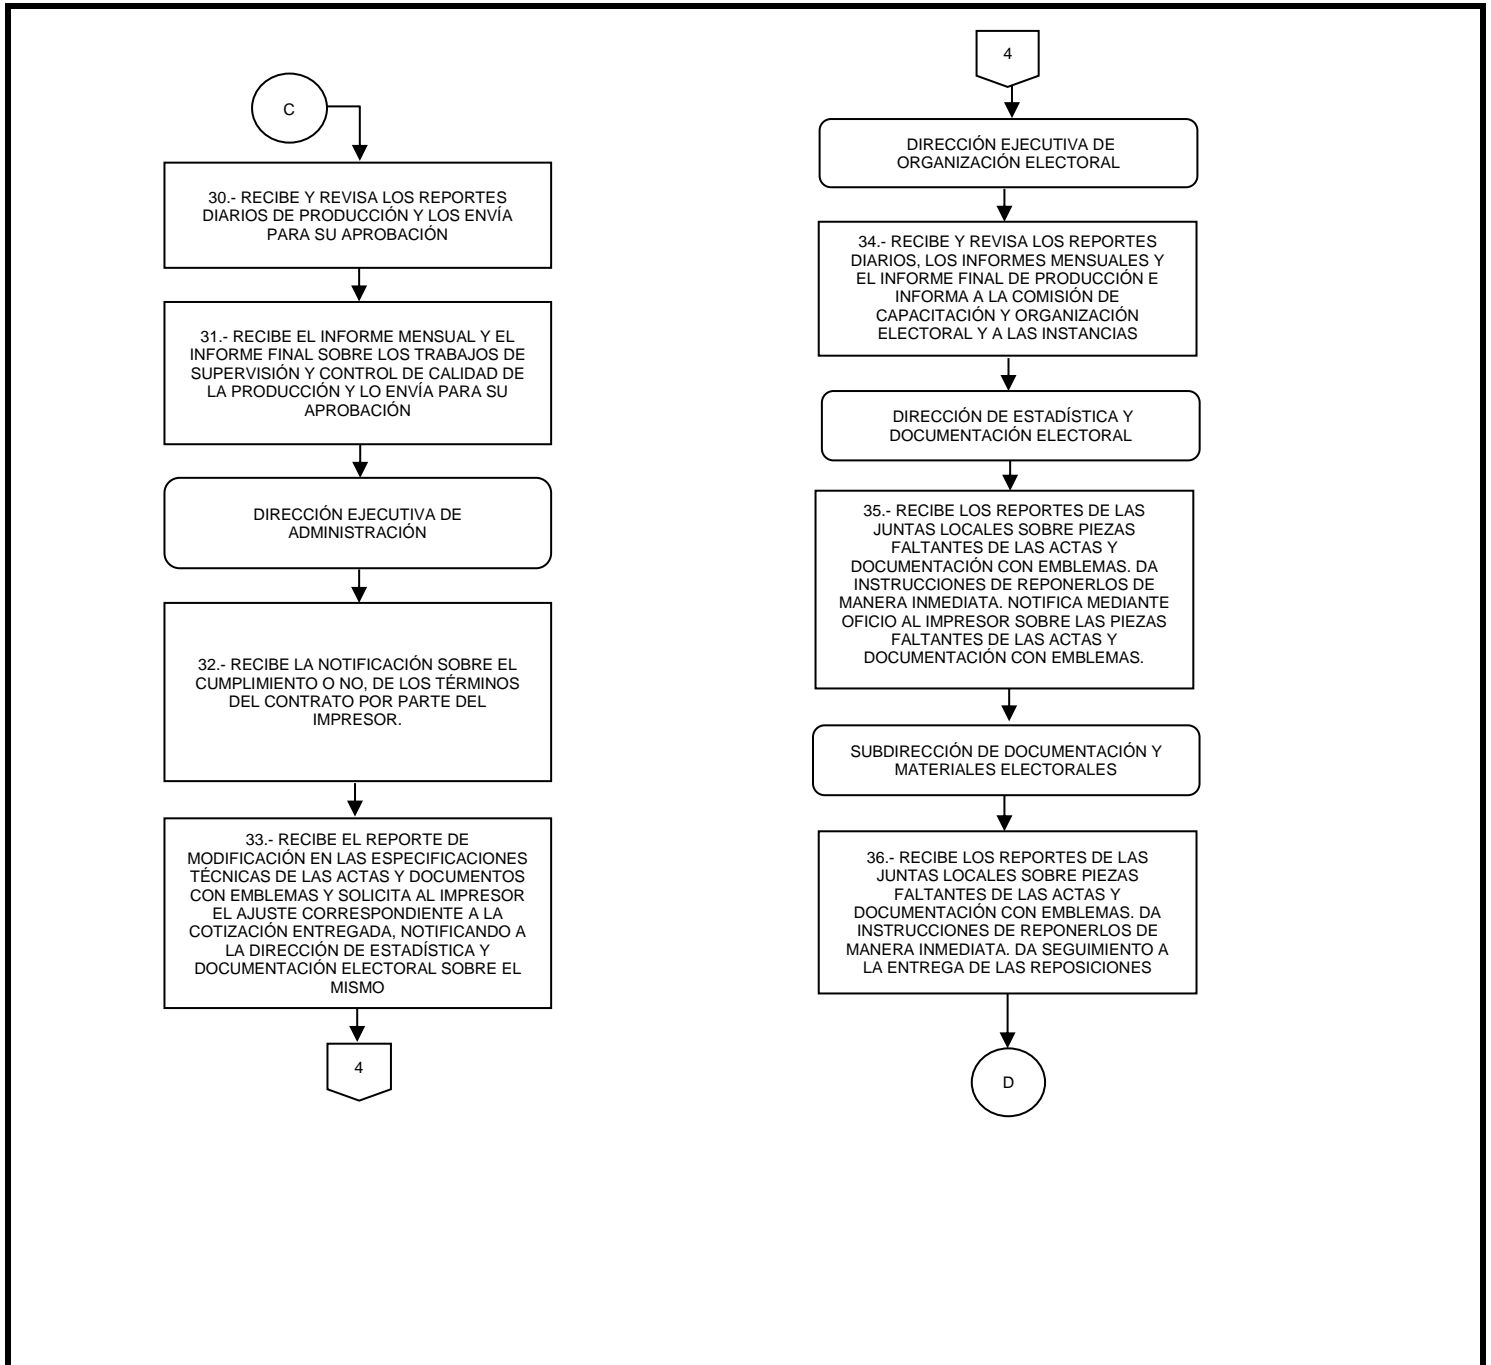 C
30.- RECIBE Y REVISA LOS REPORTES
DIARIOS DE PRODUCCIÓN Y LOS ENVÍA
PARA SU APROBACIÓN
31.- RECIBE EL INFORME MENSUAL Y EL
INFORME FINAL SOBRE LOS TRABAJOS DE
SUPERVISIÓN Y CONTROL DE CALIDAD DE
LA PRODUCCIÓN Y LO ENVÍA PARA SU
APROBACIÓN
DIRECCIÓN EJECUTIVA DE
ADMINISTRACIÓN
32.- RECIBE LA NOTIFICACIÓN SOBRE EL
CUMPLIMIENTO O NO, DE LOS TÉRMINOS
DEL CONTRATO POR PARTE DEL
IMPRESOR.
33.- RECIBE EL REPORTE DE
MODIFICACIÓN EN LAS ESPECIFICACIONES
TÉCNICAS DE LAS ACTAS Y DOCUMENTOS
CON EMBLEMAS Y SOLICITA AL IMPRESOR
EL AJUSTE CORRESPONDIENTE A LA
COTIZACIÓN ENTREGADA, NOTIFICANDO A
LA DIRECCIÓN DE ESTADÍSTICA Y
DOCUMENTACIÓN ELECTORAL SOBRE EL
MISMO
4
4
DIRECCIÓN EJECUTIVA DE
ORGANIZACIÓN ELECTORAL
34.- RECIBE Y REVISA LOS REPORTES
DIARIOS, LOS INFORMES MENSUALES Y
EL INFORME FINAL DE PRODUCCIÓN E
INFORMA A LA COMISIÓN DE
CAPACITACIÓN Y ORGANIZACIÓN
ELECTORAL Y A LAS INSTANCIAS
DIRECCIÓN DE ESTADÍSTICA Y
DOCUMENTACIÓN ELECTORAL
35.- RECIBE LOS REPORTES DE LAS
JUNTAS LOCALES SOBRE PIEZAS
FALTANTES DE LAS ACTAS Y
DOCUMENTACIÓN CON EMBLEMAS. DA
INSTRUCCIONES DE REPONERLOS DE
MANERA INMEDIATA. NOTIFICA MEDIANTE
OFICIO AL IMPRESOR SOBRE LAS PIEZAS
FALTANTES DE LAS ACTAS Y
DOCUMENTACIÓN CON EMBLEMAS.
SUBDIRECCIÓN DE DOCUMENTACIÓN Y
MATERIALES ELECTORALES
36.- RECIBE LOS REPORTES DE LAS
JUNTAS LOCALES SOBRE PIEZAS
FALTANTES DE LAS ACTAS Y
DOCUMENTACIÓN CON EMBLEMAS. DA
INSTRUCCIONES DE REPONERLOS DE
MANERA INMEDIATA. DA SEGUIMIENTO A
LA ENTREGA DE LAS REPOSICIONES
D